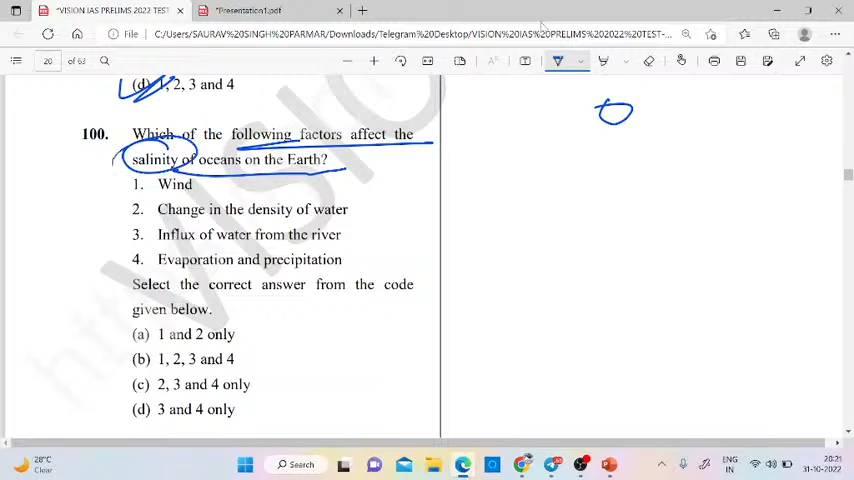 *VISION IAS PRELIMS 2022 TEST
*Presentation1.pdf
File
C:/Users/SAURAV%20SINGH%20PARMAR/Downloads/Telegram%20Desktop/VISION%20IAS%20PRELIMS%202022%20TEST-...
20 of 63
(d) 1, 2, 3 and 4
100. Which of the following factors affect the
salinity of oceans on the Earth?
1. Wind
2. Change in the density of water
3. Influx of water from the river
4. Evaporation and precipitation
Select the correct answer from the code
given below.
(a) 1 and 2 only
(b) 1, 2, 3 and 4
(c) 2, 3 and 4 only
(d) 3 and 4 only
VISI
28°C
Clear
Search
ENG
IN
20:21
31-10-2022